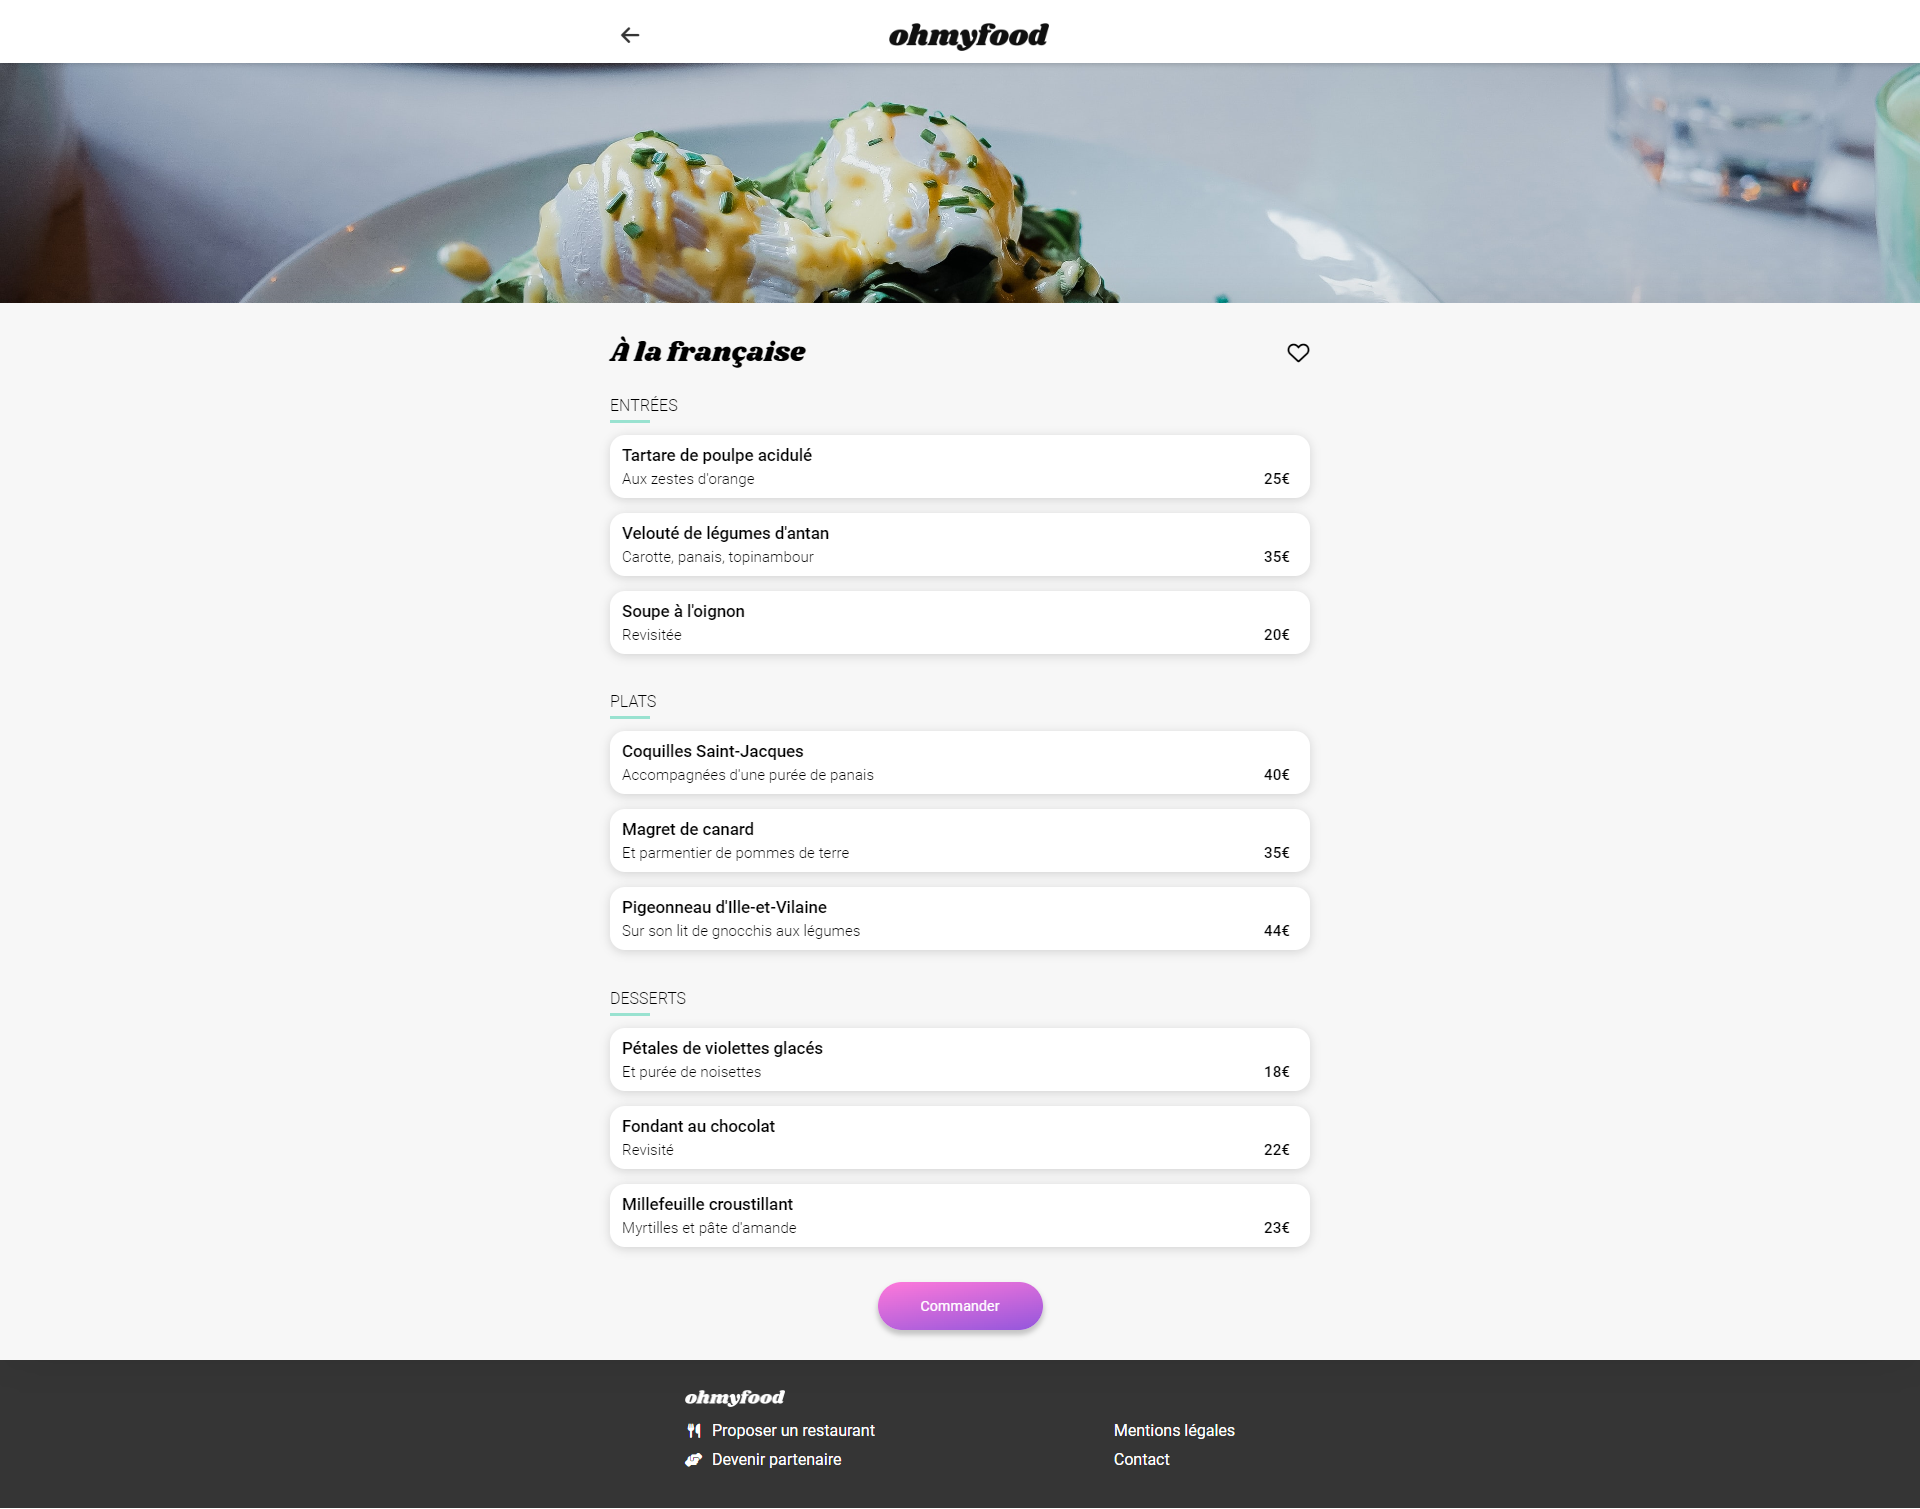 ohmyfood
À la française
ENTRÉES
Tartare de poulpe acidulé
Aux zestes d'orange
25€
Velouté de légumes d'antan
Carotte, panais, topinambour
35€
Soupe à l'oignon
Revisitée
20€
PLATS
Coquilles Saint-Jacques
Accompagnées d'une purée de panais
40€
Magret de canard
Et parmentier de pommes de terre
35€
Pigeonneau d'Ille-et-Vilaine
Sur son lit de gnocchis aux légumes
44€
DESSERTS
Pétales de violettes glacés
Et purée de noisettes
18€
Fondant au chocolat
Revisité
22€
Millefeuille croustillant
Myrtilles et pâte d'amande
23€
Commander
ohmyfood
Proposer un restaurant
Devenir partenaire
Mentions légales
Contact